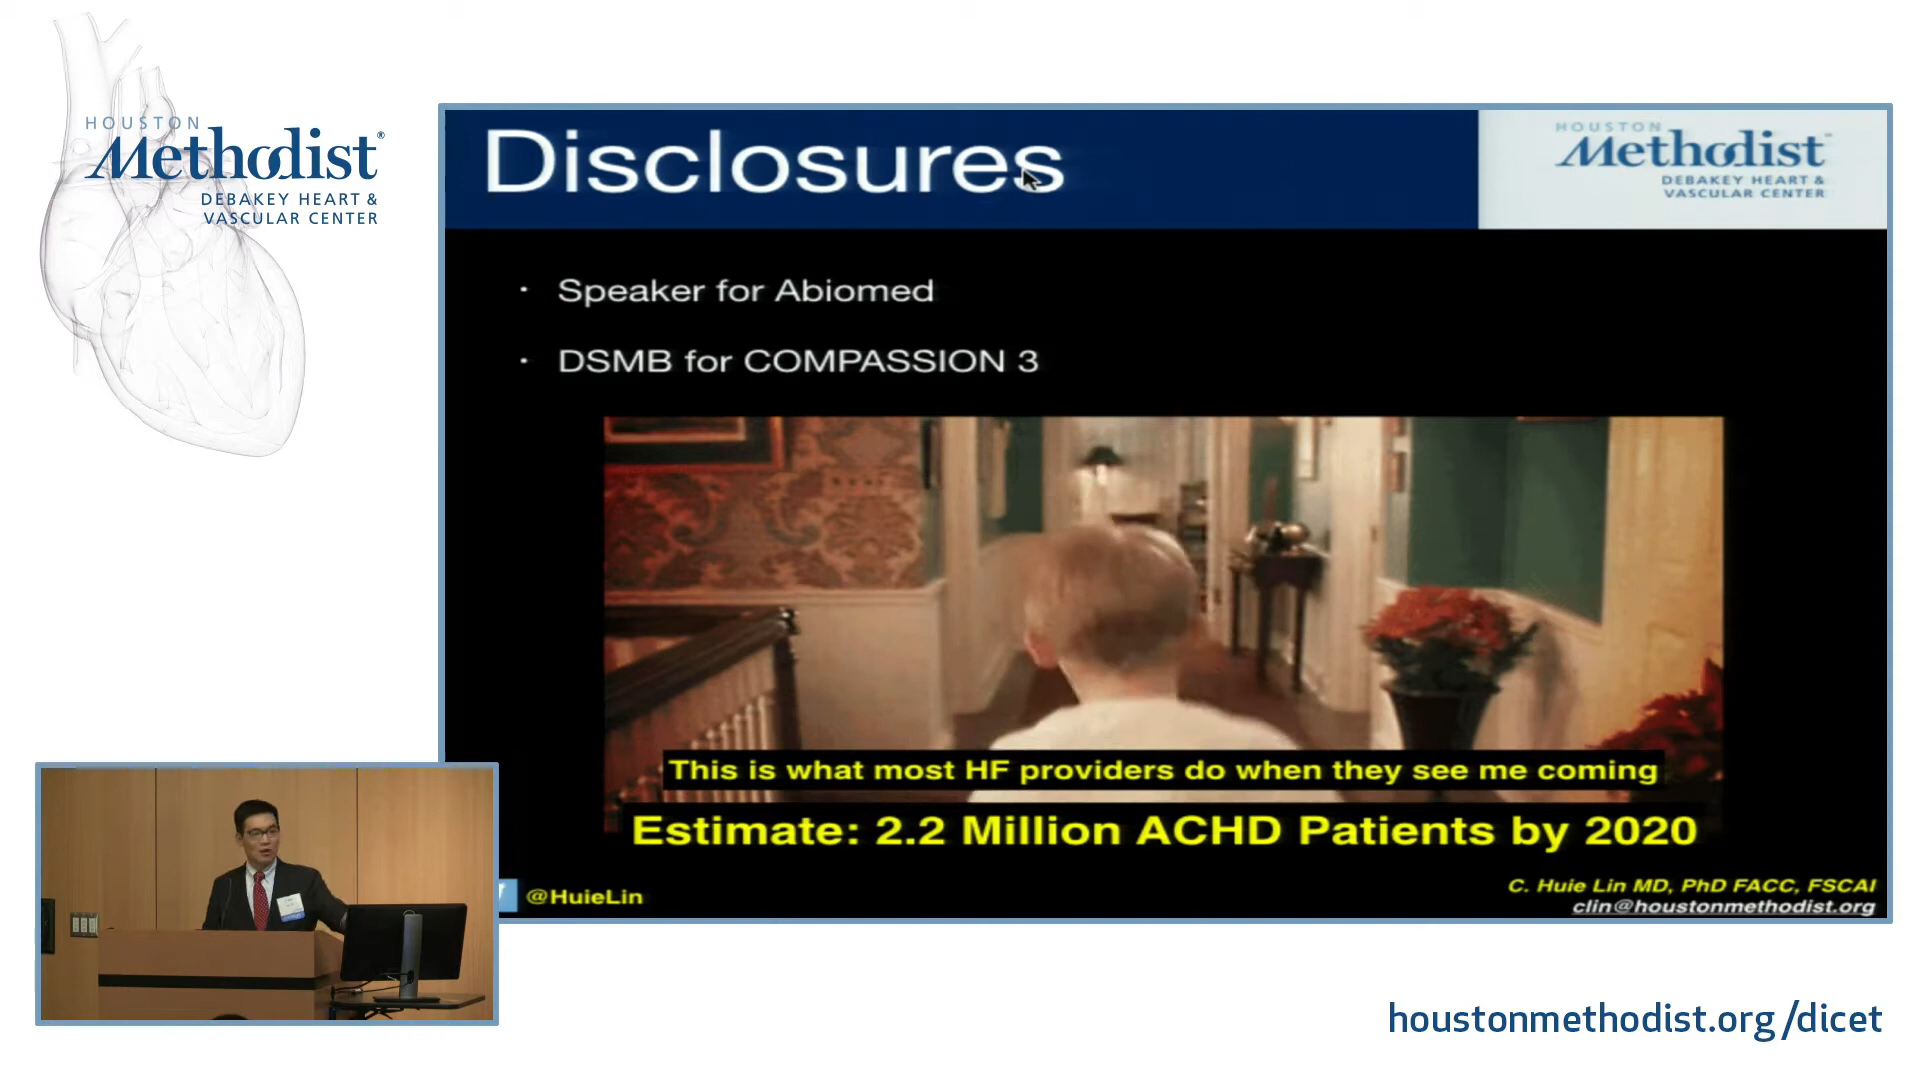 HOUSTON
Methodist®
DEBAKEY HEART &
VASCULAR CENTER
Disclosures
HOUSTON
Methodist
DEBAKEY HEART &
VASCULAR CENTER
· Speaker for Abiomed
· DSMB for COMPASSION 3
This is what most HF providers do when they see me coming
Estimate: 2.2 Million ACHD Patients by 2020
@HuieLin
C. Huie Lin MD, PhD FACC, FSCAI
clin@houstonmethodist.org
houstonmethodist.org/dicet